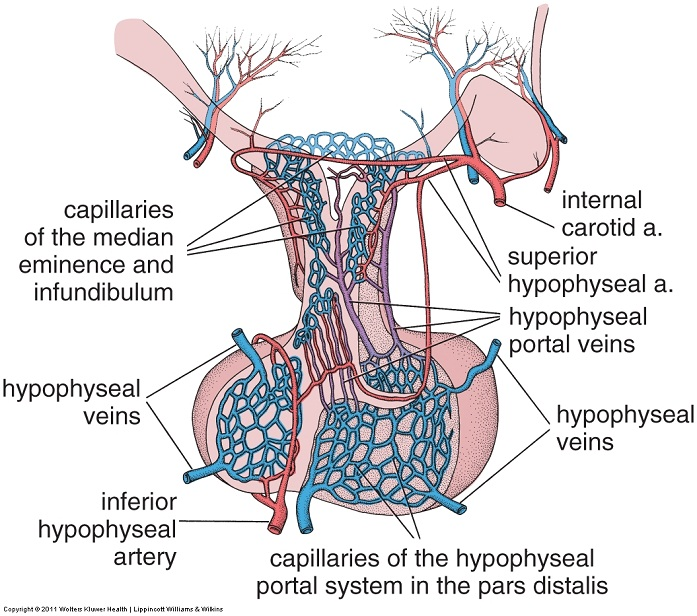 capillaries
of the median
eminence and
infundibulum
internal
carotid a.
superior
hypophyseal a.
hypophyseal
portal veins
hypophyseal
veins
hypophyseal
veins
inferior
hypophyseal
artery
capillaries of the hypophyseal
portal system in the pars distalis
Copyright © 2011 Wolters Kluwer Health | Lippincott Williams & Wilkins